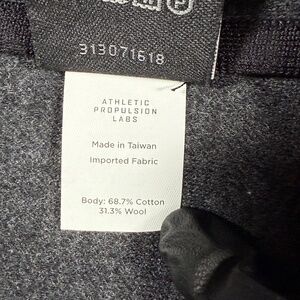 313071618
ATHLETIC
PROPULSION
LABS
Made in Taiwan
Imported Fabric
Body: 68.7% Cotton
31.3% Wool